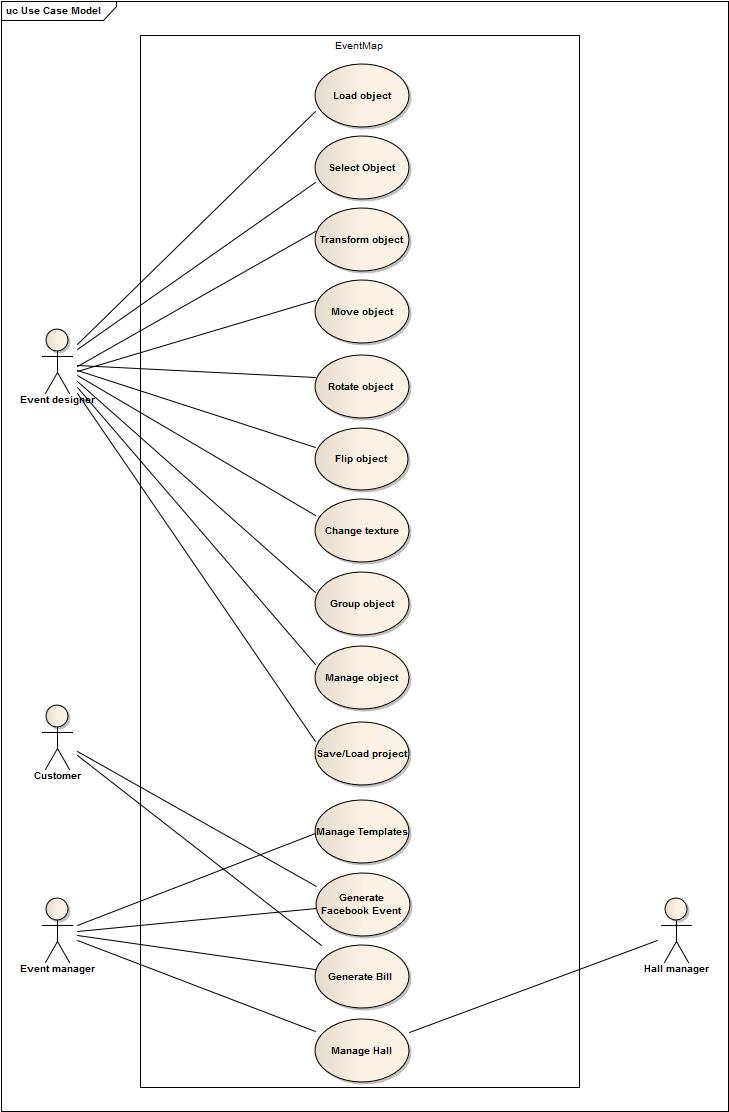 uc Use Case Model
EventMap
Load object
Select Object
Transform object
Move object
Rotate object
Event designer
Flip object
Change texture
Group object
Manage object
Save/Load project
Customer
Manage Templates
Generate
Facebook Event
Event manager
Hall manager
Generate Bill
Manage Hall